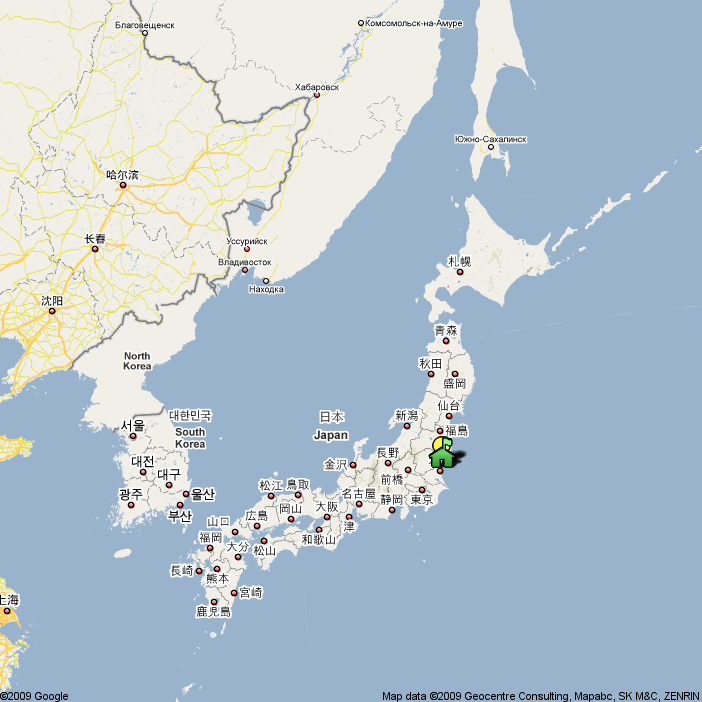 Благовещенск
Комсомольск-на-Амуре
Хабаровск
Южно-Сахалинск
哈尔滨
长春
Уссурийск
Владивосток
Находка
札幌
沈阳
青森
North
Korea
秋田
盛岡
仙台
新潟
福島
대한민국
日本
서울
South
Korea
Japan
長野
金沢
前橋
대전
대구
울산
광주
부산
松江
鳥取
名古屋
静岡
東京
岡山
大阪
広島
津
山口
和歌山
福岡
大分
松山
長崎
熊本
宮崎
上海
鹿児島
©2009 Google
Map data ©2009 Geocentre Consulting, Mapabc, SK M&C, ZENRIN